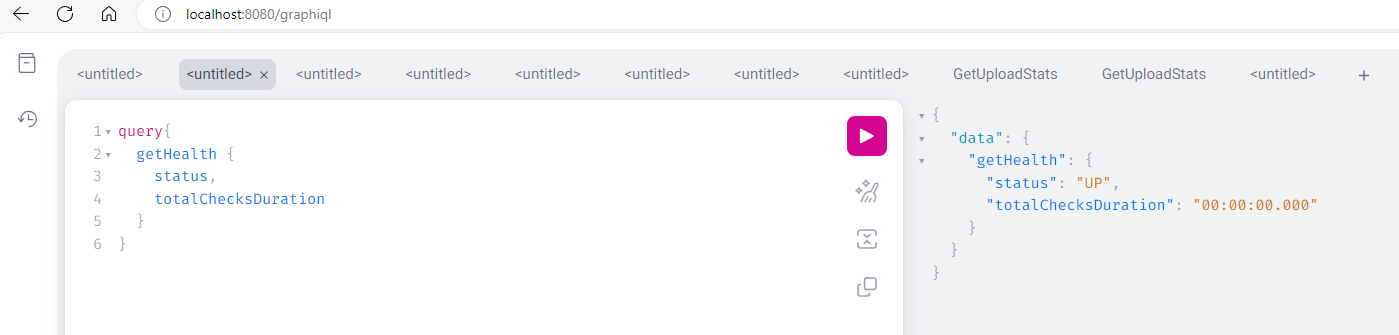 localhost:8080/graphiql
<untitled> <untitled> × <untitled> <untitled> <untitled> <untitled> <untitled> <untitled> GetUploadStats GetUploadStats <untitled> +
1 query{
2 getHealth {
3 status,
4 totalChecksDuration
5 }
6 }
{
"data": {
"getHealth": {
"status": "UP",
"totalChecksDuration": "00:00:00.000"
}
}
}